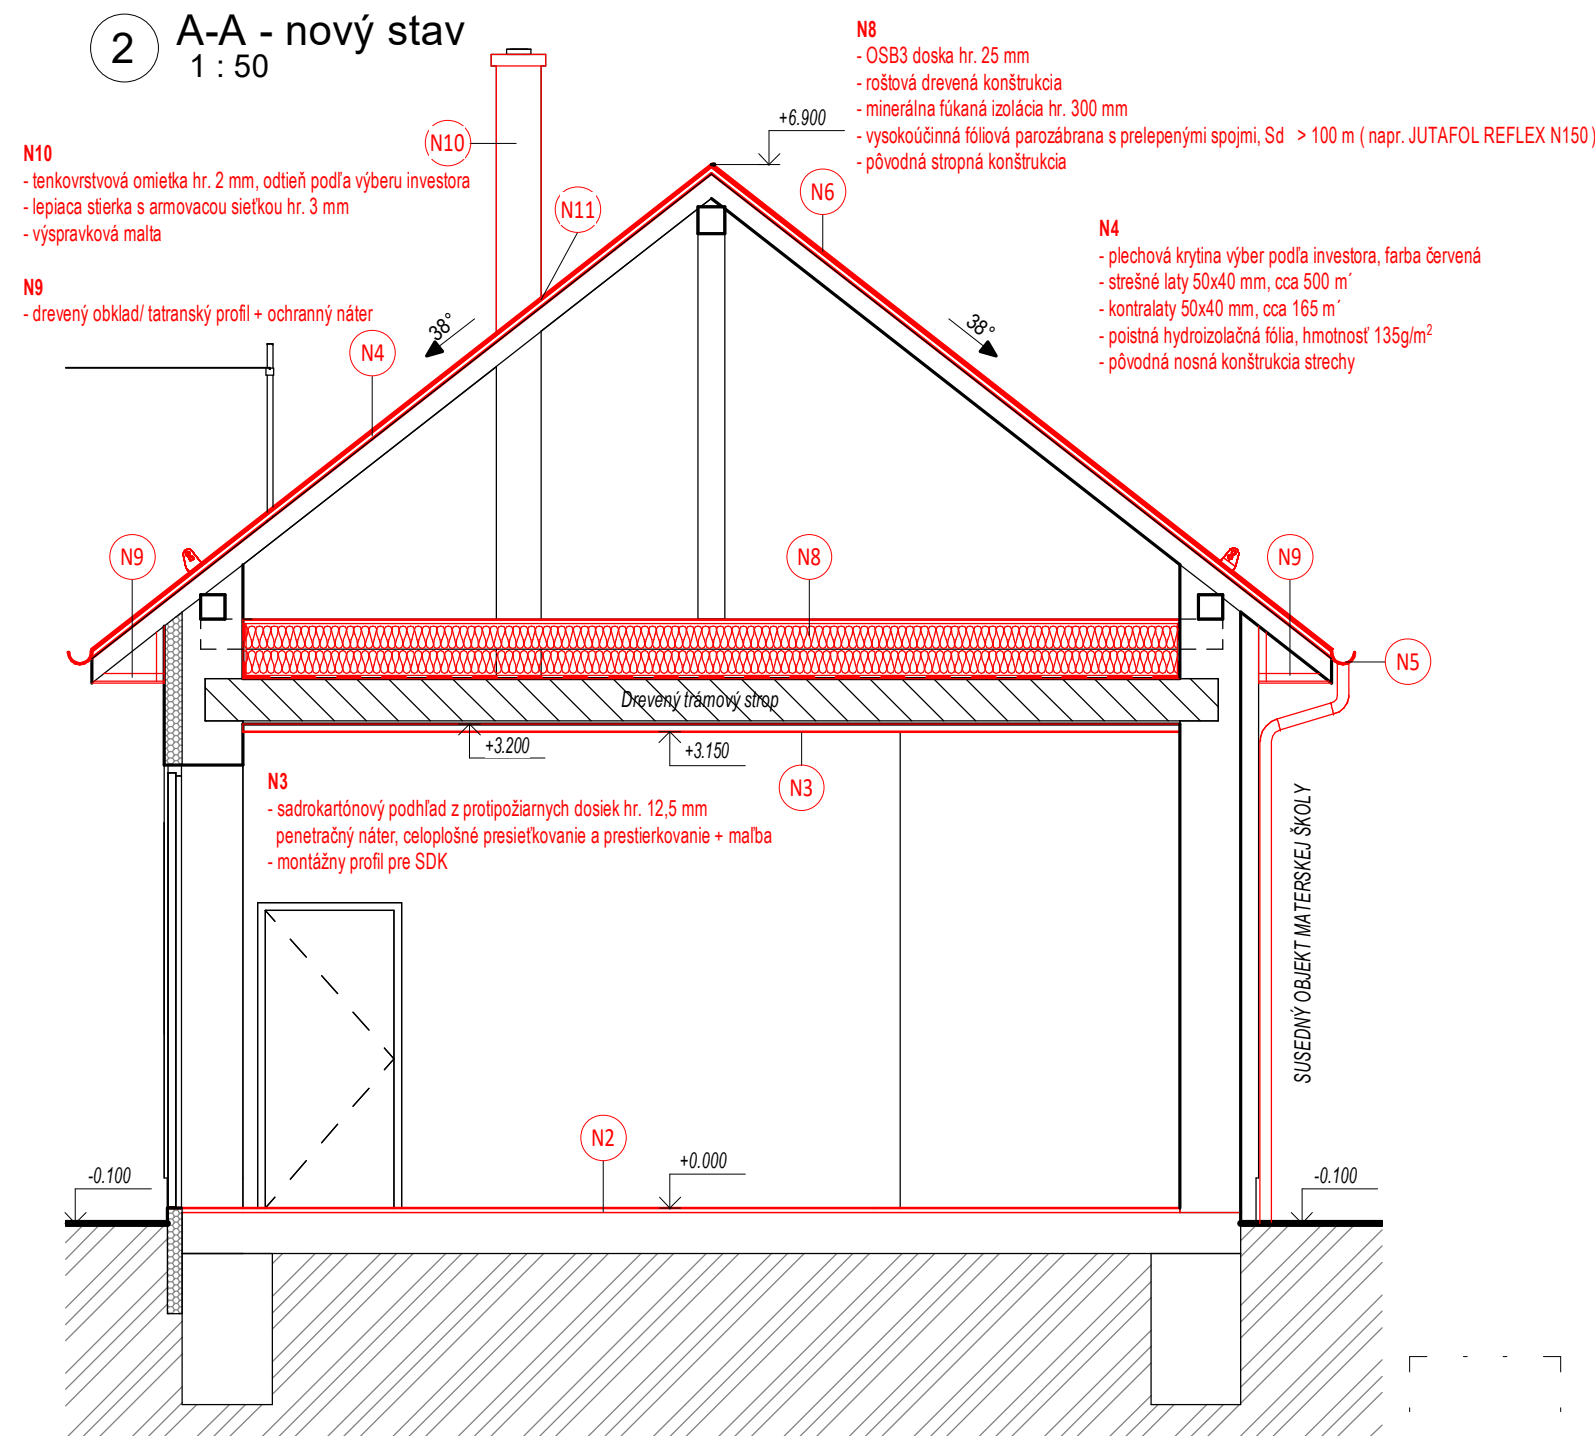 2
A-A - nový stav
1 : 50
N8
- OSB3 doska hr. 25 mm
- roštová drevená konštrukcia
- minerálna fúkaná izolácia hr. 300 mm
- vysokoúčinná fóliová parozábrana s prelepenými spojmi, Sd > 100 m ( napr. JUTAFOL REFLEX N150 )
- pôvodná stropná konštrukcia
+6.900
N10
N10
- tenkovrstvová omietka hr. 2 mm, odtieň podľa výberu investora
- lepiaca stierka s armovacou sieťkou hr. 3 mm
- výspravková malta
N6
N11
N4
- plechová krytina výber podľa investora, farba červená
- strešné laty 50x40 mm, cca 500 m´
- kontralaty 50x40 mm, cca 165 m´
- poistná hydroizolačná fólia, hmotnosť 135g/m²
- pôvodná nosná konštrukcia strechy
N9
- drevený obklad/ tatranský profil + ochranný náter
38°
38°
N4
N9
N8
N9
N5
Drevený trámový strop
+3.200
+3.150
N3
N3
- sadrokartónový podhľad z protipožiarnych dosiek hr. 12,5 mm
penetračný náter, celoplošné presieťkovanie a prestierkovanie + maľba
- montážny profil pre SDK
SUSEDNÝ OBJEKT MATERSKEJ ŠKOLY
N2
-0.100
+0.000
-0.100